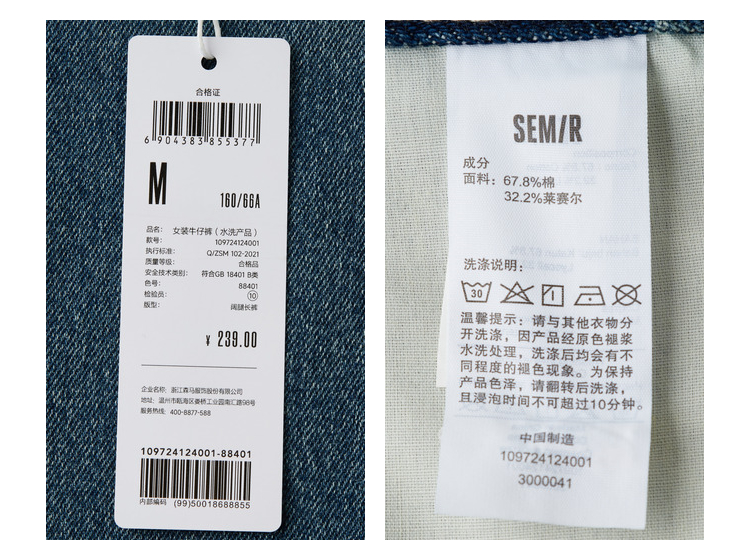 合格证
6 904383 855377
M
160/66A
品名： 女装牛仔裤（水洗产品）
款号： 109724124001
执行标准： Q/ZSM 102-2021
质量等级： 合格品
安全技术类别： 符合GB 18401 B类
色号： 88401
检验员： 10
版型： 阔腿长裤
¥ 239.00
企业名称：浙江森马服饰股份有限公司
地址：温州市瓯海区娄桥工业园南汇路98号
服务热线：400-8877-588
109724124001-88401
内部编码 (99)50018688855
SEM/R
成分
面料：67.8%棉
32.2%莱赛尔
洗涤说明：
30
温馨提示：请与其他衣物分
开洗涤，因产品经原色褪浆
水洗处理，洗涤后均会有不
同程度的褪色现象。为保持
产品色泽，请翻转后洗涤，
且浸泡时间不可超过10分钟。
中国制造
109724124001
3000041